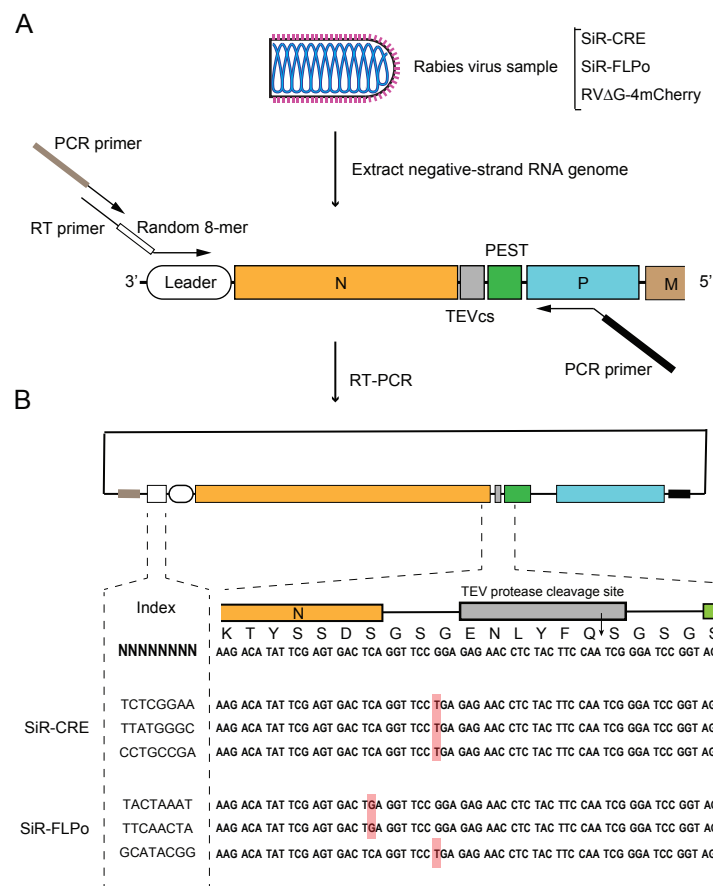 A
Rabies virus sample
SiR-CRE
SiR-FLPo
RVΔG-4mCherry
PCR primer
Extract negative-strand RNA genome
RT primer
Random 8-mer
PEST
3’
Leader
N
P
M
5’
TEVcs
PCR primer
RT-PCR
B
TEV protease cleavage site
Index
N
K T Y S S D S G S G E N L Y F Q S G S G S
NNNNNNNN AAG ACA TAT TCG AGT GAC TCA GGT TCC GGA GAG AAC CTC TAC TTC CAA TCG GGA TCC GGT AG
SiR-CRE
TCTCGGAA AAG ACA TAT TCG AGT GAC TCA GGT TCC TGA GAG AAC CTC TAC TTC CAA TCG GGA TCC GGT AG
TTATGGGC AAG ACA TAT TCG AGT GAC TCA GGT TCC TGA GAG AAC CTC TAC TTC CAA TCG GGA TCC GGT AG
CCTGCCGA AAG ACA TAT TCG AGT GAC TCA GGT TCC TGA GAG AAC CTC TAC TTC CAA TCG GGA TCC GGT AG
SiR-FLPo
TACTAAAT AAG ACA TAT TCG AGT GAC TGA GGT TCC GGA GAG AAC CTC TAC TTC CAA TCG GGA TCC GGT AG
TTCAACTA AAG ACA TAT TCG AGT GAC TGA GGT TCC GGA GAG AAC CTC TAC TTC CAA TCG GGA TCC GGT AG
GCATACGG AAG ACA TAT TCG AGT GAC TCA GGT TCC TGA GAG AAC CTC TAC TTC CAA TCG GGA TCC GGT AG